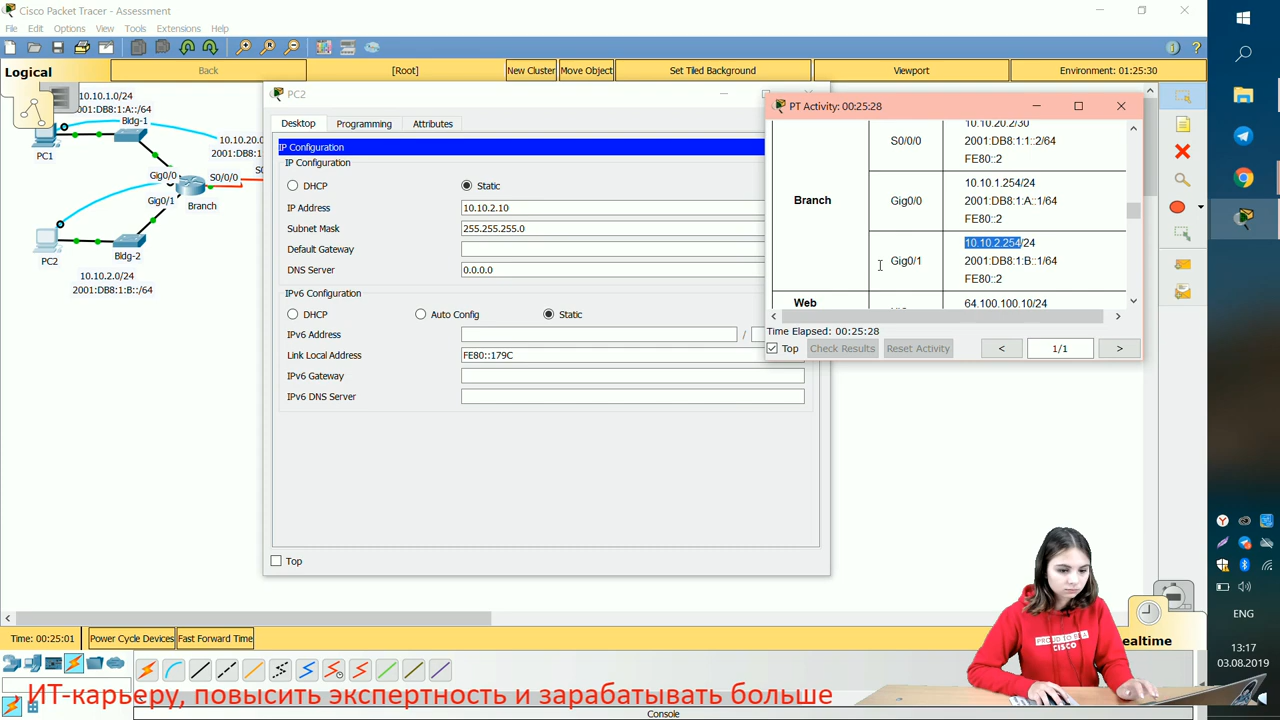 Cisco Packet Tracer - Assessment
File Edit Options View Tools Extensions Help
Logical
Back
[Root]
New Cluster
Move Object
Set Tiled Background
Viewport
Environment: 01:25:30
10.10.1.0/24
:01:DB8:1:A::/64
Bldg-1
PC1
10.10.20.0
2001:DB8:1
Gig0/0
S0/0/0
S0
Gig0/1
Branch
PC2
Bldg-2
10.10.2.0/24
2001:DB8:1:B::/64
PC2
Desktop
Programming
Attributes
IP Configuration
IP Configuration
DHCP
Static
IP Address
10.10.2.10
Subnet Mask
255.255.255.0
Default Gateway
DNS Server
0.0.0.0
IPv6 Configuration
DHCP
Auto Config
Static
IPv6 Address
/
Link Local Address
FE80::179C
IPv6 Gateway
IPv6 DNS Server
Top
PT Activity: 00:25:28
10.10.20.2/30
S0/0/0
2001:DB8:1:1::2/64
FE80::2
Branch
10.10.1.254/24
Gig0/0
2001:DB8:1:A::1/64
FE80::2
10.10.2.254/24
Gig0/1
2001:DB8:1:B::1/64
FE80::2
Web
64.100.100.10/24
Time Elapsed: 00:25:28
Top
Check Results
Reset Activity
<
1/1
>
PROUD TO BE A
CISCO
Time: 00:25:01
Power Cycle Devices
Fast Forward Time
ealtime
ENG
13:17
03.08.2019
, ИТ-карьеру, повысить экспертность и зарабатывать больше
Console